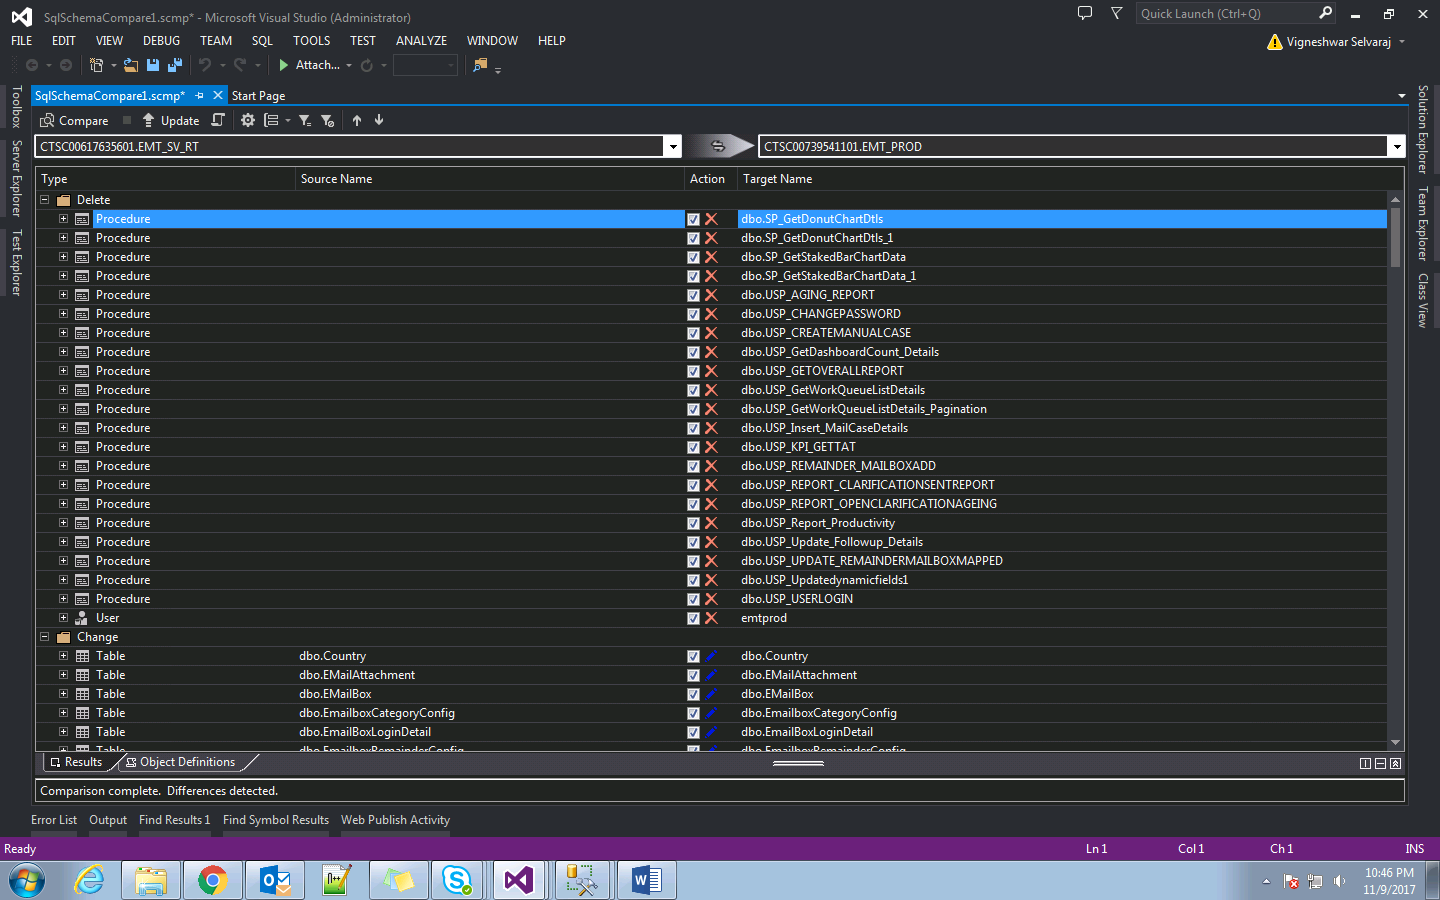 SqlSchemaCompare1.scmp* - Microsoft Visual Studio (Administrator)
Quick Launch (Ctrl+Q)
FILE EDIT VIEW DEBUG TEAM SQL TOOLS TEST ANALYZE WINDOW HELP
Vigneshwar Selvaraj
Attach...
SqlSchemaCompare1.scmp* Start Page
Compare Update
CTSC00617635601.EMT_SV_RT CTSC00739541101.EMT_PROD
Type Source Name Action Target Name
Delete
Procedure dbo.SP_GetDonutChartDtls
Procedure dbo.SP_GetDonutChartDtls_1
Procedure dbo.SP_GetStakedBarChartData
Procedure dbo.SP_GetStakedBarChartData_1
Procedure dbo.USP_AGING_REPORT
Procedure dbo.USP_CHANGEPASSWORD
Procedure dbo.USP_CREATEMANUALCASE
Procedure dbo.USP_GetDashboardCount_Details
Procedure dbo.USP_GETOVERALLREPORT
Procedure dbo.USP_GetWorkQueueListDetails
Procedure dbo.USP_GetWorkQueueListDetails_Pagination
Procedure dbo.USP_Insert_MailCaseDetails
Procedure dbo.USP_KPI_GETTAT
Procedure dbo.USP_REMAINDER_MAILBOXADD
Procedure dbo.USP_REPORT_CLARIFICATIONSENTREPORT
Procedure dbo.USP_REPORT_OPENCLARIFICATIONAGEING
Procedure dbo.USP_Report_Productivity
Procedure dbo.USP_Update_Followup_Details
Procedure dbo.USP_UPDATE_REMAINDERMAILBOXMAPPED
Procedure dbo.USP_Updatedynamicfields1
Procedure dbo.USP_USERLOGIN
User emtprod
Change
Table dbo.Country dbo.Country
Table dbo.EMailAttachment dbo.EMailAttachment
Table dbo.EMailBox dbo.EMailBox
Table dbo.EmailboxCategoryConfig dbo.EmailboxCategoryConfig
Table dbo.EmailBoxLoginDetail dbo.EmailBoxLoginDetail
Table dbo.EmailboxRemainderConfig dbo.EmailboxRemainderConfig
Results Object Definitions
Comparison complete. Differences detected.
Error List Output Find Results 1 Find Symbol Results Web Publish Activity
Ready Ln 1 Col 1 Ch 1 INS
10:46 PM
11/9/2017
Toolbox
Server Explorer
Test Explorer
Solution Explorer
Team Explorer
Class View